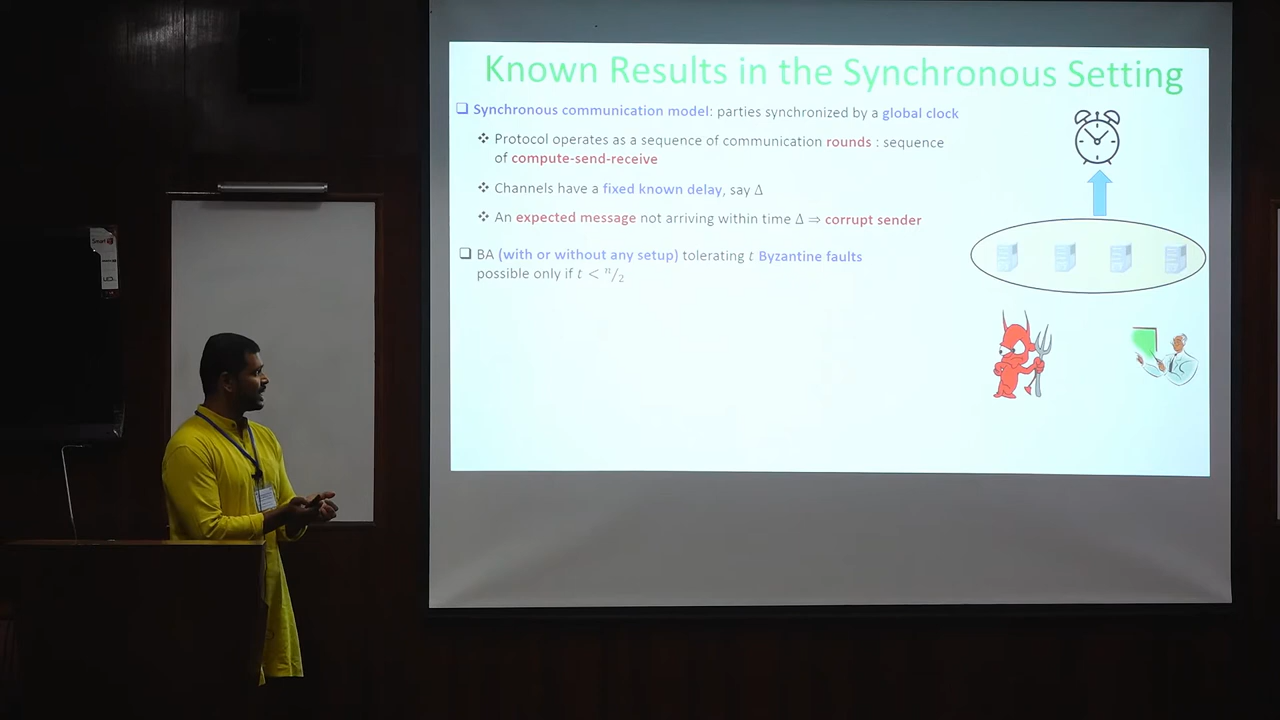 Known Results in the Synchronous Setting
❑ Synchronous communication model: parties synchronized by a global clock
❖ Protocol operates as a sequence of communication rounds : sequence
of compute-send-receive
❖ Channels have a fixed known delay, say Δ
❖ An expected message not arriving within time Δ ⇒ corrupt sender
❑ BA (with or without any setup) tolerating t Byzantine faults
possible only if t < n/2
Smart